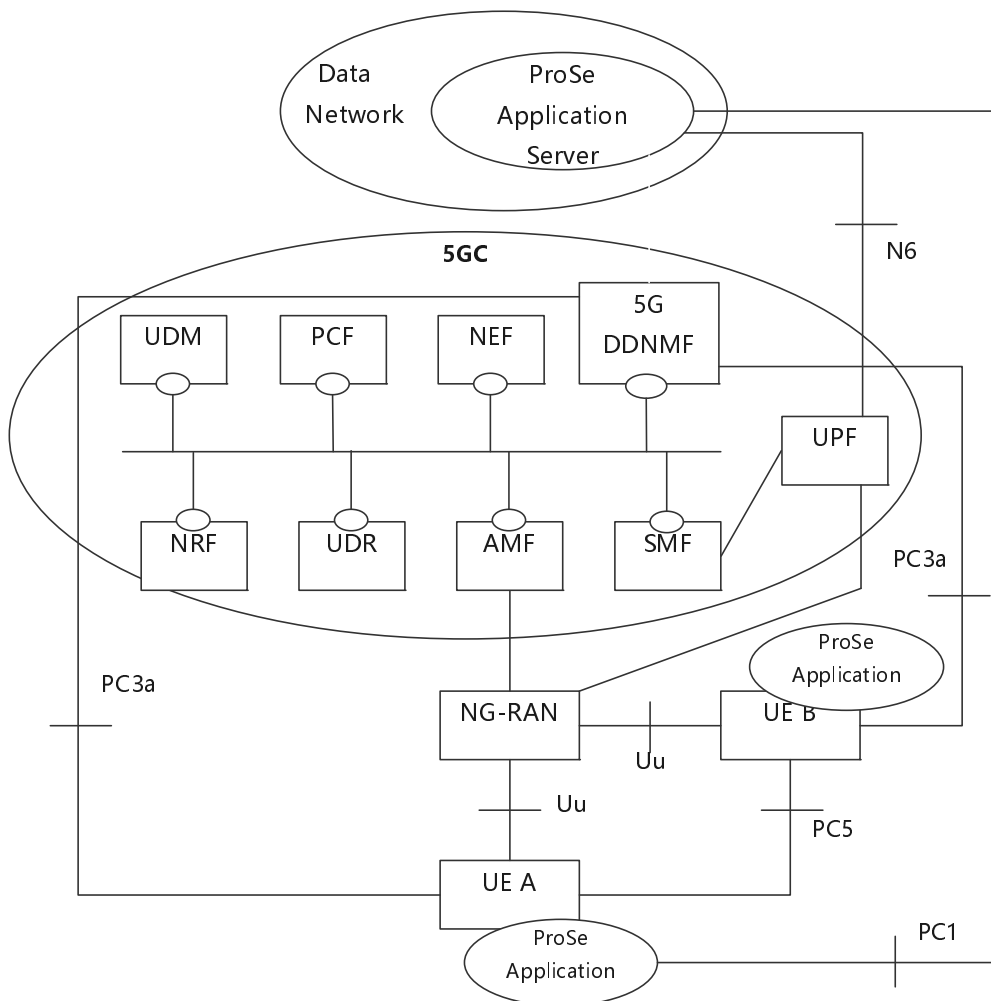 Data
Network
ProSe
Application
Server
N6
5GC
UDM
PCF
NEF
5G
DDNMF
UPF
NRF
UDR
AMF
SMF
PC3a
ProSe
Application
PC3a
NG-RAN
UE B
Uu
Uu
PC5
UE A
ProSe
Application
PC1